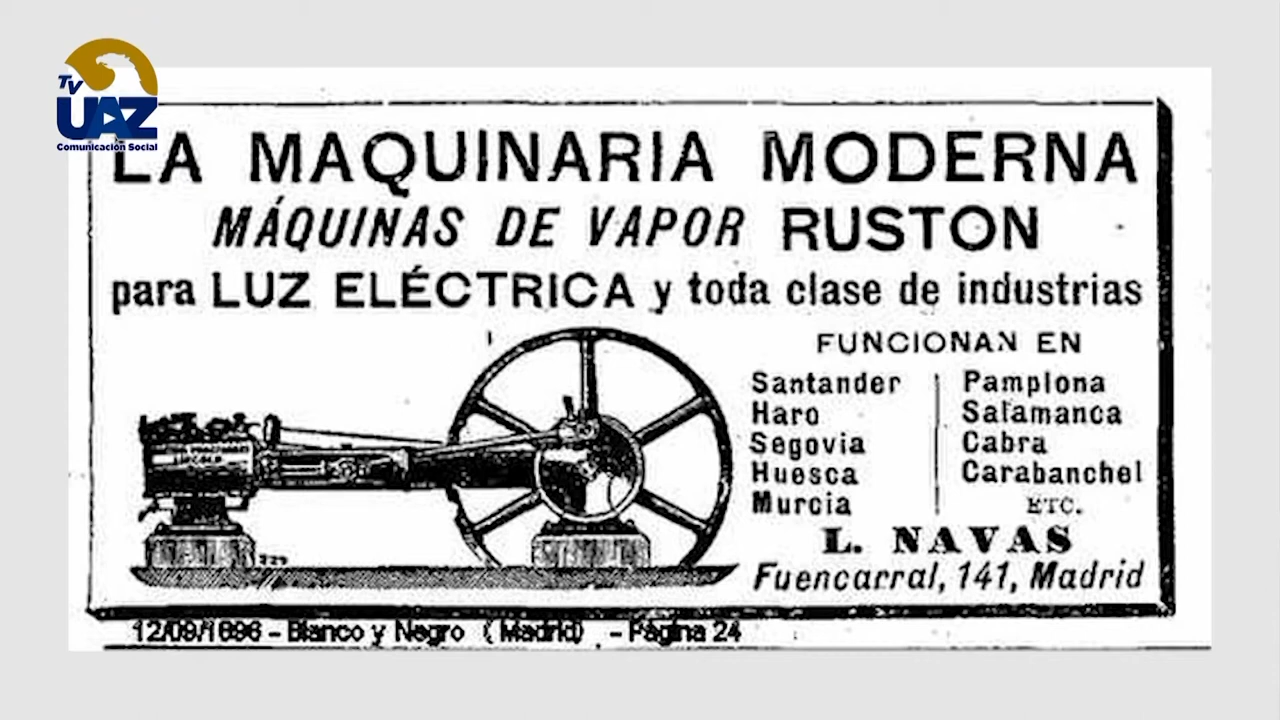 TV
UAZ
Comunicación Social
LA MAQUINARIA MODERNA
MÁQUINAS DE VAPOR RUSTON
para LUZ ELÉCTRICA y toda clase de industrias
FUNCIONAN EN
Santander
Haro
Segovia
Huesca
Murcia
Pamplona
Salamanca
Cabra
Carabanchel
ETC.
L. NAVAS
Fuencarral, 141, Madrid
12/09/1896 - Blanco y Negro (Madrid) - Página 24